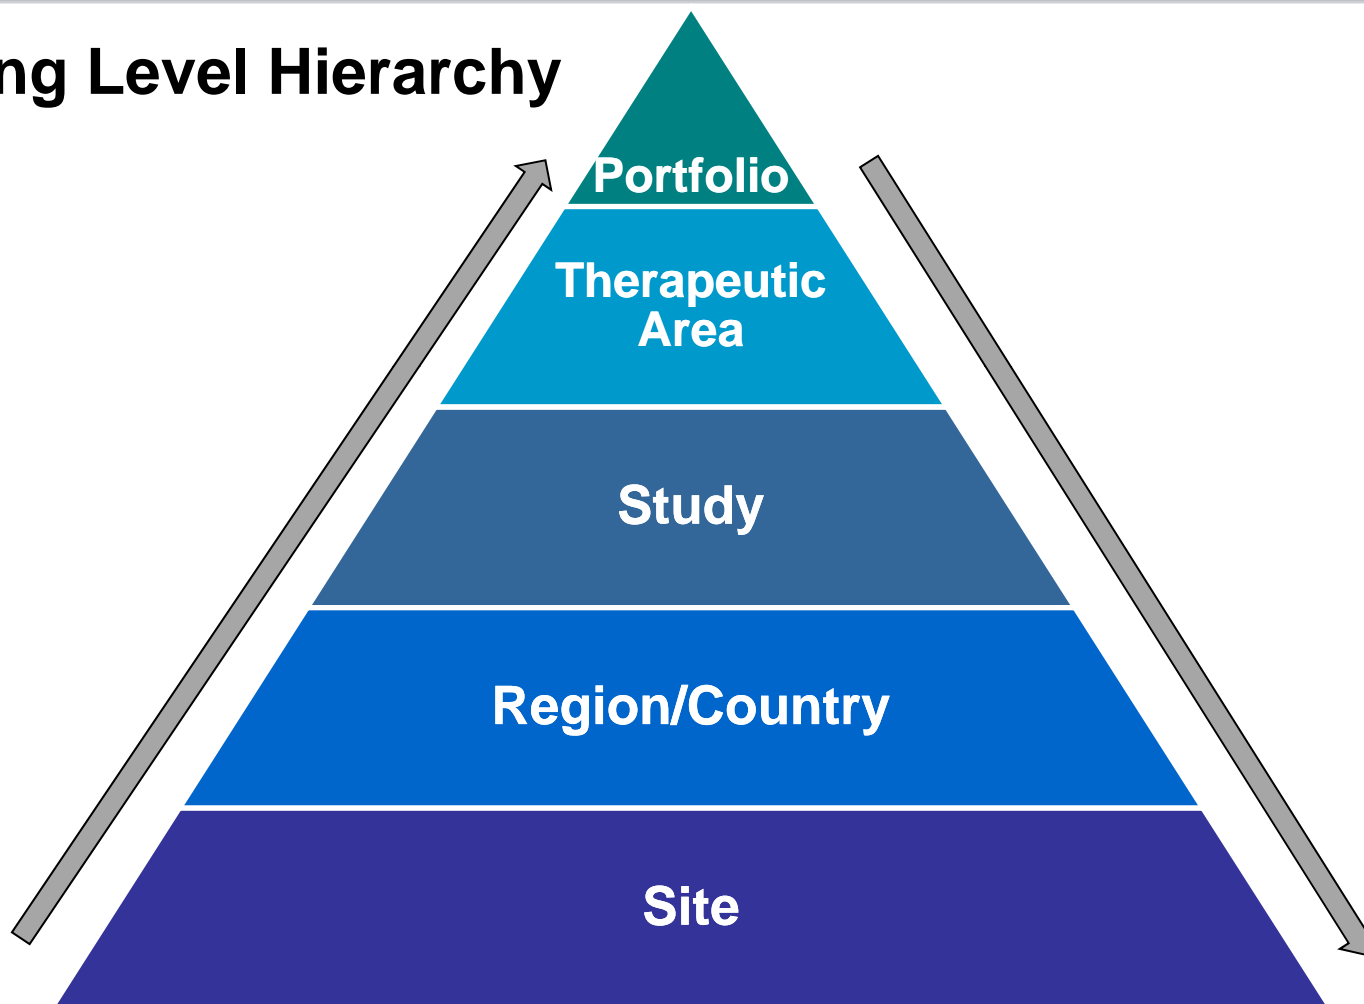 ng Level Hierarchy
Portfolio
Therapeutic
Area
Study
Region/Country
Site